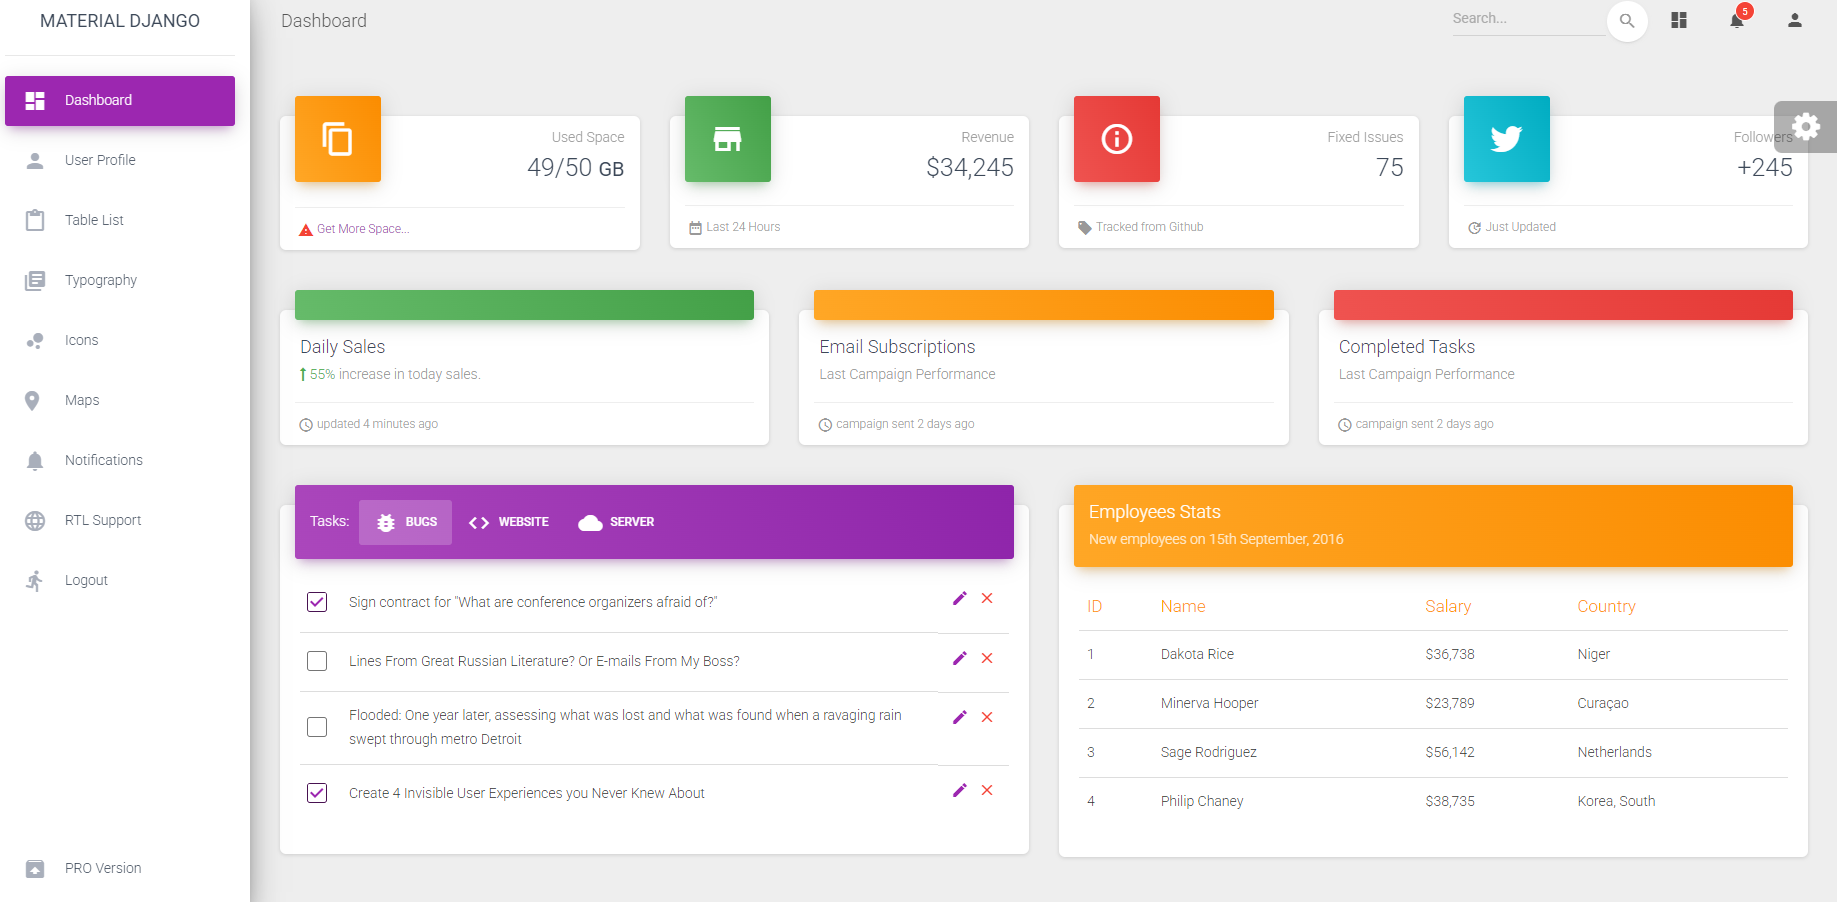 MATERIAL DJANGO
Dashboard
User Profile
Table List
Typography
Icons
Maps
Notifications
RTL Support
Logout
PRO Version
Dashboard
Search...
5
Used Space
49/50 GB
Get More Space...
Revenue
$34,245
Last 24 Hours
Fixed Issues
75
Tracked from Github
Followers
+245
Just Updated
Daily Sales
55% increase in today sales.
updated 4 minutes ago
Email Subscriptions
Last Campaign Performance
campaign sent 2 days ago
Completed Tasks
Last Campaign Performance
campaign sent 2 days ago
Tasks: BUGS WEBSITE SERVER
Sign contract for "What are conference organizers afraid of?"
Lines From Great Russian Literature? Or E-mails From My Boss?
Flooded: One year later, assessing what was lost and what was found when a ravaging rain
swept through metro Detroit
Create 4 Invisible User Experiences you Never Knew About
Employees Stats
New employees on 15th September, 2016
ID Name Salary Country
1 Dakota Rice $36,738 Niger
2 Minerva Hooper $23,789 Curaçao
3 Sage Rodriguez $56,142 Netherlands
4 Philip Chaney $38,735 Korea, South